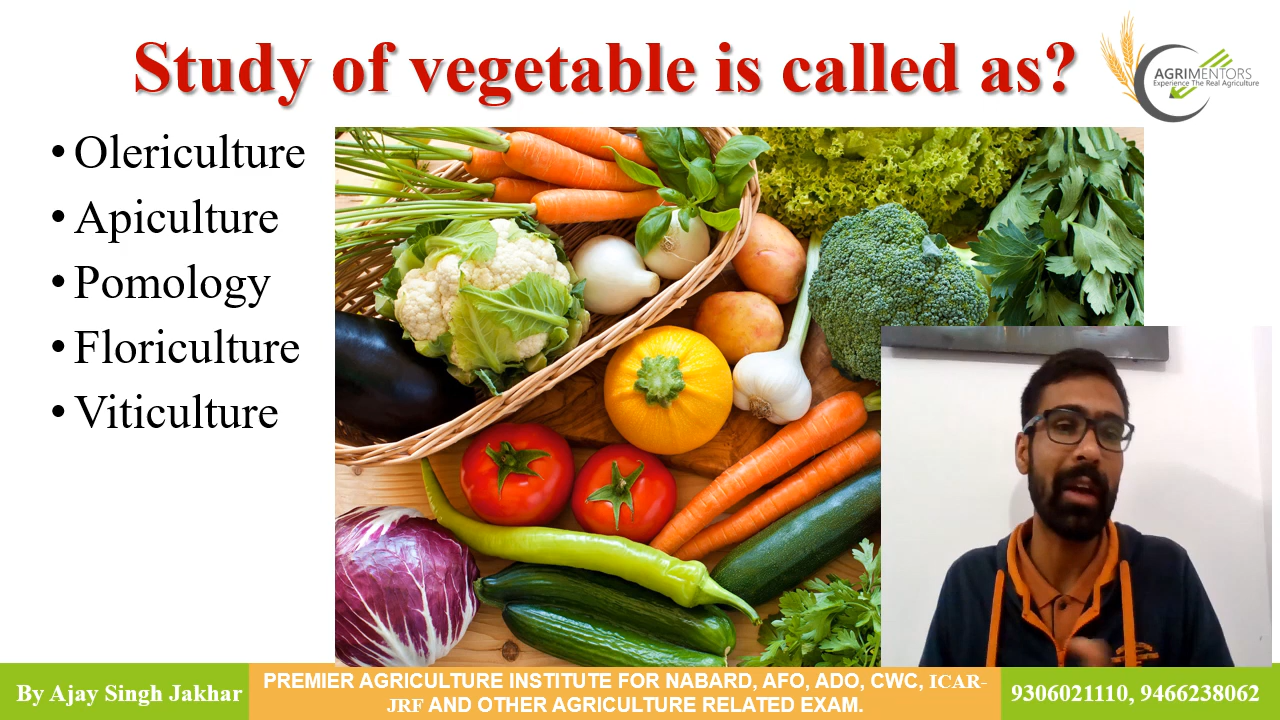 Study of vegetable is called as?
AGRIMENTORS
Experience The Real Agriculture
• Olericulture
• Apiculture
• Pomology
• Floriculture
• Viticulture
By Ajay Singh Jakhar
PREMIER AGRICULTURE INSTITUTE FOR NABARD, AFO, ADO, CWC, ICAR-
JRF AND OTHER AGRICULTURE RELATED EXAM.
9306021110, 9466238062